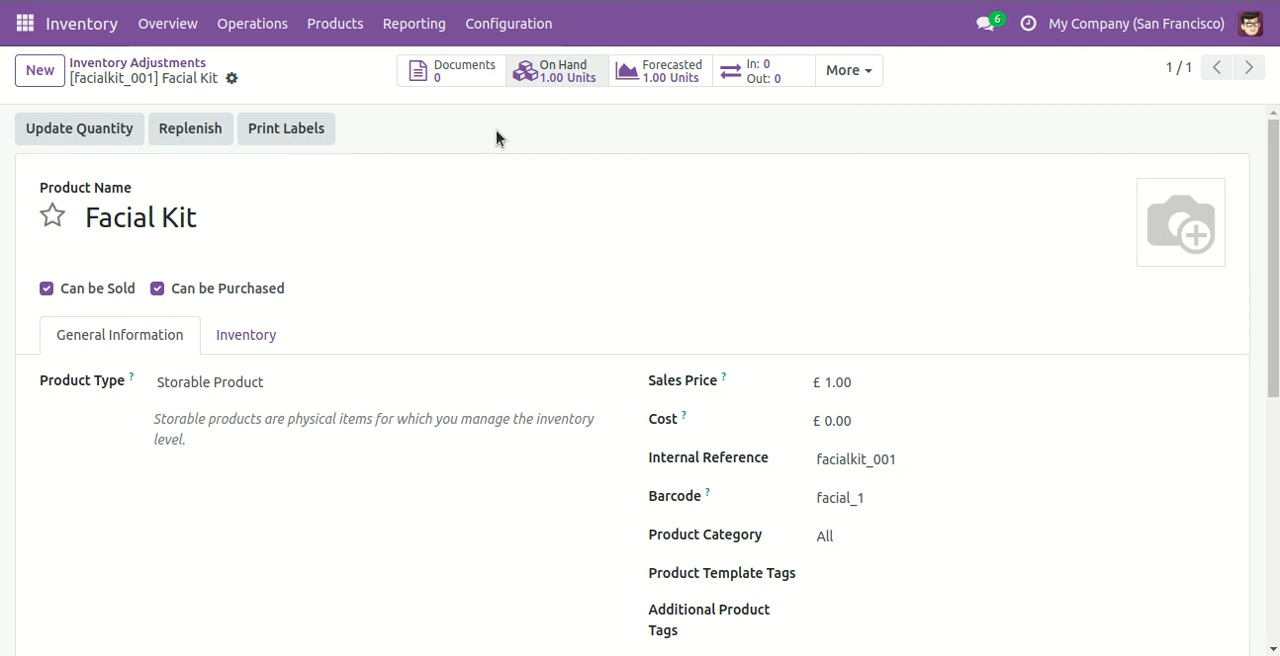 Inventory Overview Operations Products Reporting Configuration 6 My Company (San Francisco)
New
Inventory Adjustments
[facialkit_001] Facial Kit
Documents
0
On Hand
1.00 Units
Forecasted
1.00 Units
In: 0
Out: 0
More
1 / 1
Update Quantity Replenish Print Labels
Product Name
Facial Kit
Can be Sold Can be Purchased
General Information Inventory
Product Type ? Storable Product
Storable products are physical items for which you manage the inventory
level.
Sales Price ? £ 1.00
Cost ? £ 0.00
Internal Reference facialkit_001
Barcode ? facial_1
Product Category All
Product Template Tags
Additional Product
Tags